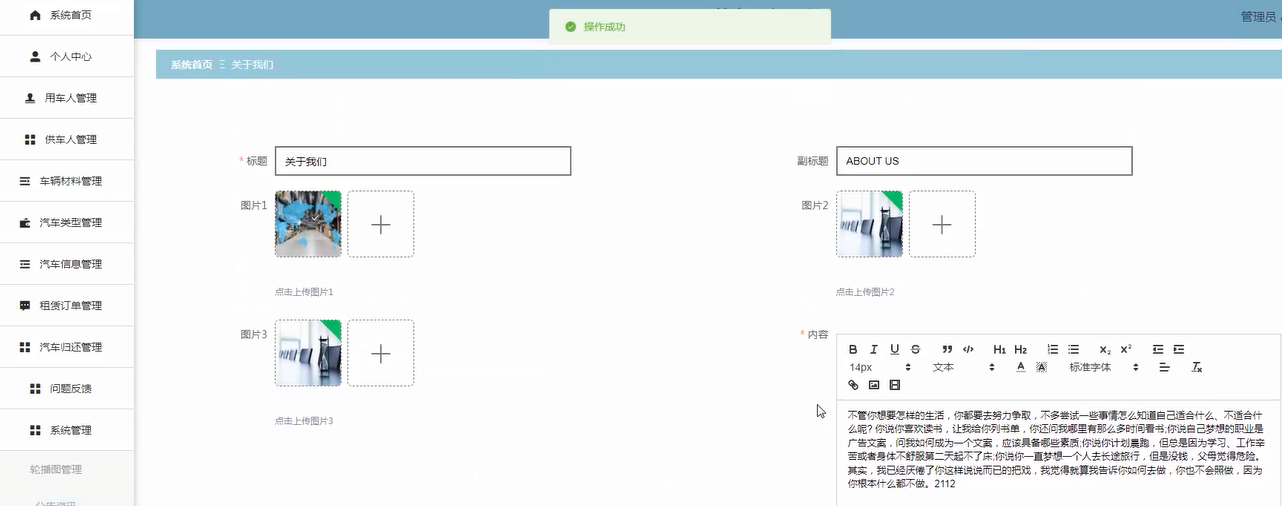 系统首页
操作成功
管理员
个人中心
系统首页 关于我们
用车人管理
供车人管理
* 标题 关于我们
副标题 ABOUT US
车辆材料管理
图片1
图片2
汽车类型管理
汽车信息管理
点击上传图片1
点击上传图片2
租赁订单管理
图片3
* 内容
汽车归还管理
B I U S H1 H2 X2 X2
14px 文本 A A 标准字体
问题反馈
点击上传图片3
系统管理
轮播图管理
不管你想要怎样的生活，你都要去努力争取，不多尝试一些事情怎么知道自己适合什么、不适合什
么呢? 你说你喜欢读书，让我给你列书单，你还问我哪里有那么多时间看书;你说自己梦想的职业是
广告文案，问我如何成为一个文案，应该具备哪些素质;你说你计划晨跑，但总是因为学习、工作辛
苦或者身体不舒服第二天起不了床;你说你一直梦想一个人去长途旅行，但是没钱，父母觉得危险。
其实，我已经厌倦了你这样说说而已的把戏，我觉得就算我告诉你如何去做，你也不会照做，因为
你根本什么都不做。2112